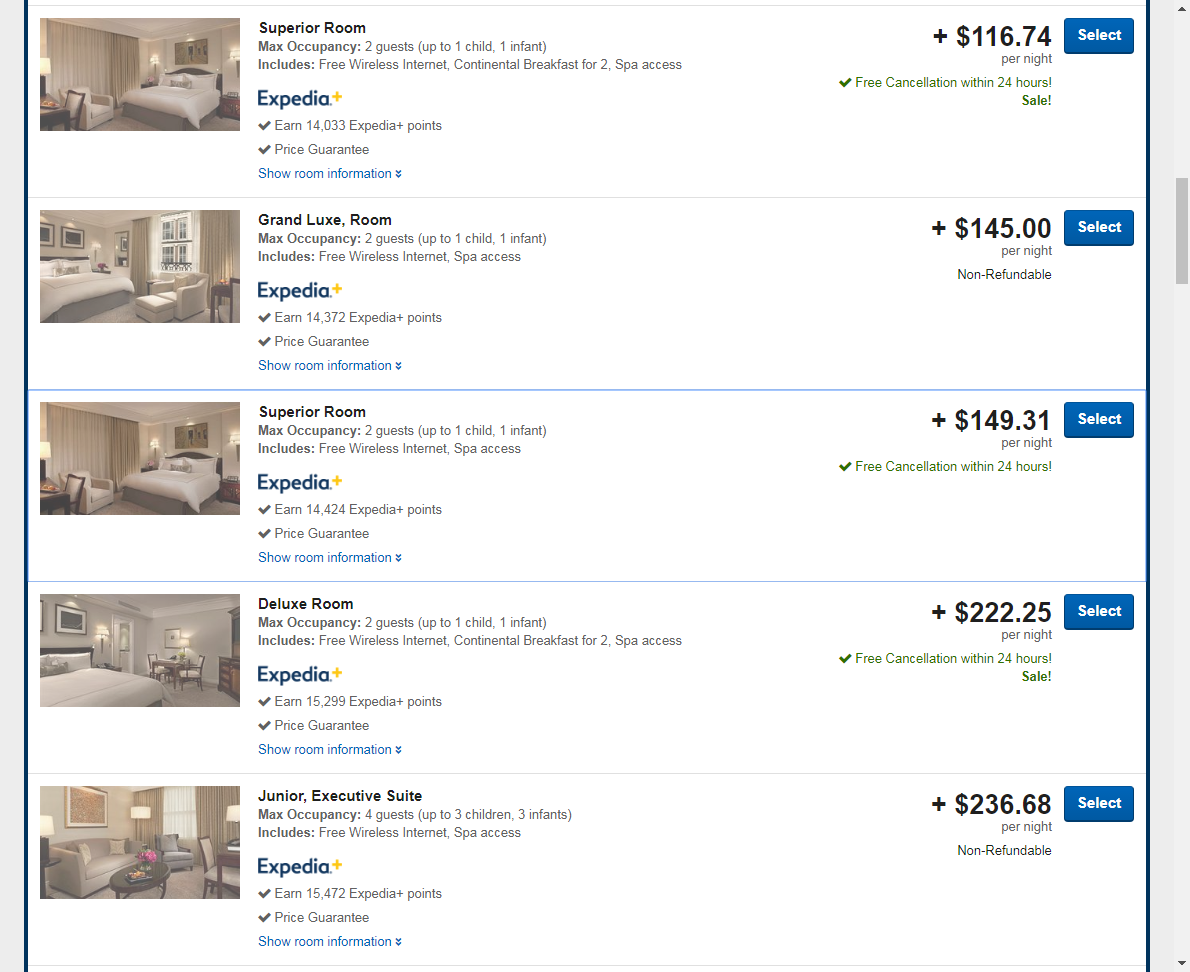 Superior Room
Max Occupancy: 2 guests (up to 1 child, 1 infant)
Includes: Free Wireless Internet, Continental Breakfast for 2, Spa access
Expedia.+
Earn 14,033 Expedia+ points
Price Guarantee
Show room information
+ $116.74
per night
Free Cancellation within 24 hours!
Sale!
Select
Grand Luxe, Room
Max Occupancy: 2 guests (up to 1 child, 1 infant)
Includes: Free Wireless Internet, Spa access
Expedia.+
Earn 14,372 Expedia+ points
Price Guarantee
Show room information
+ $145.00
per night
Non-Refundable
Select
Superior Room
Max Occupancy: 2 guests (up to 1 child, 1 infant)
Includes: Free Wireless Internet, Spa access
Expedia.+
Earn 14,424 Expedia+ points
Price Guarantee
Show room information
+ $149.31
per night
Free Cancellation within 24 hours!
Select
Deluxe Room
Max Occupancy: 2 guests (up to 1 child, 1 infant)
Includes: Free Wireless Internet, Continental Breakfast for 2, Spa access
Expedia.+
Earn 15,299 Expedia+ points
Price Guarantee
Show room information
+ $222.25
per night
Free Cancellation within 24 hours!
Sale!
Select
Junior, Executive Suite
Max Occupancy: 4 guests (up to 3 children, 3 infants)
Includes: Free Wireless Internet, Spa access
Expedia.+
Earn 15,472 Expedia+ points
Price Guarantee
Show room information
+ $236.68
per night
Non-Refundable
Select